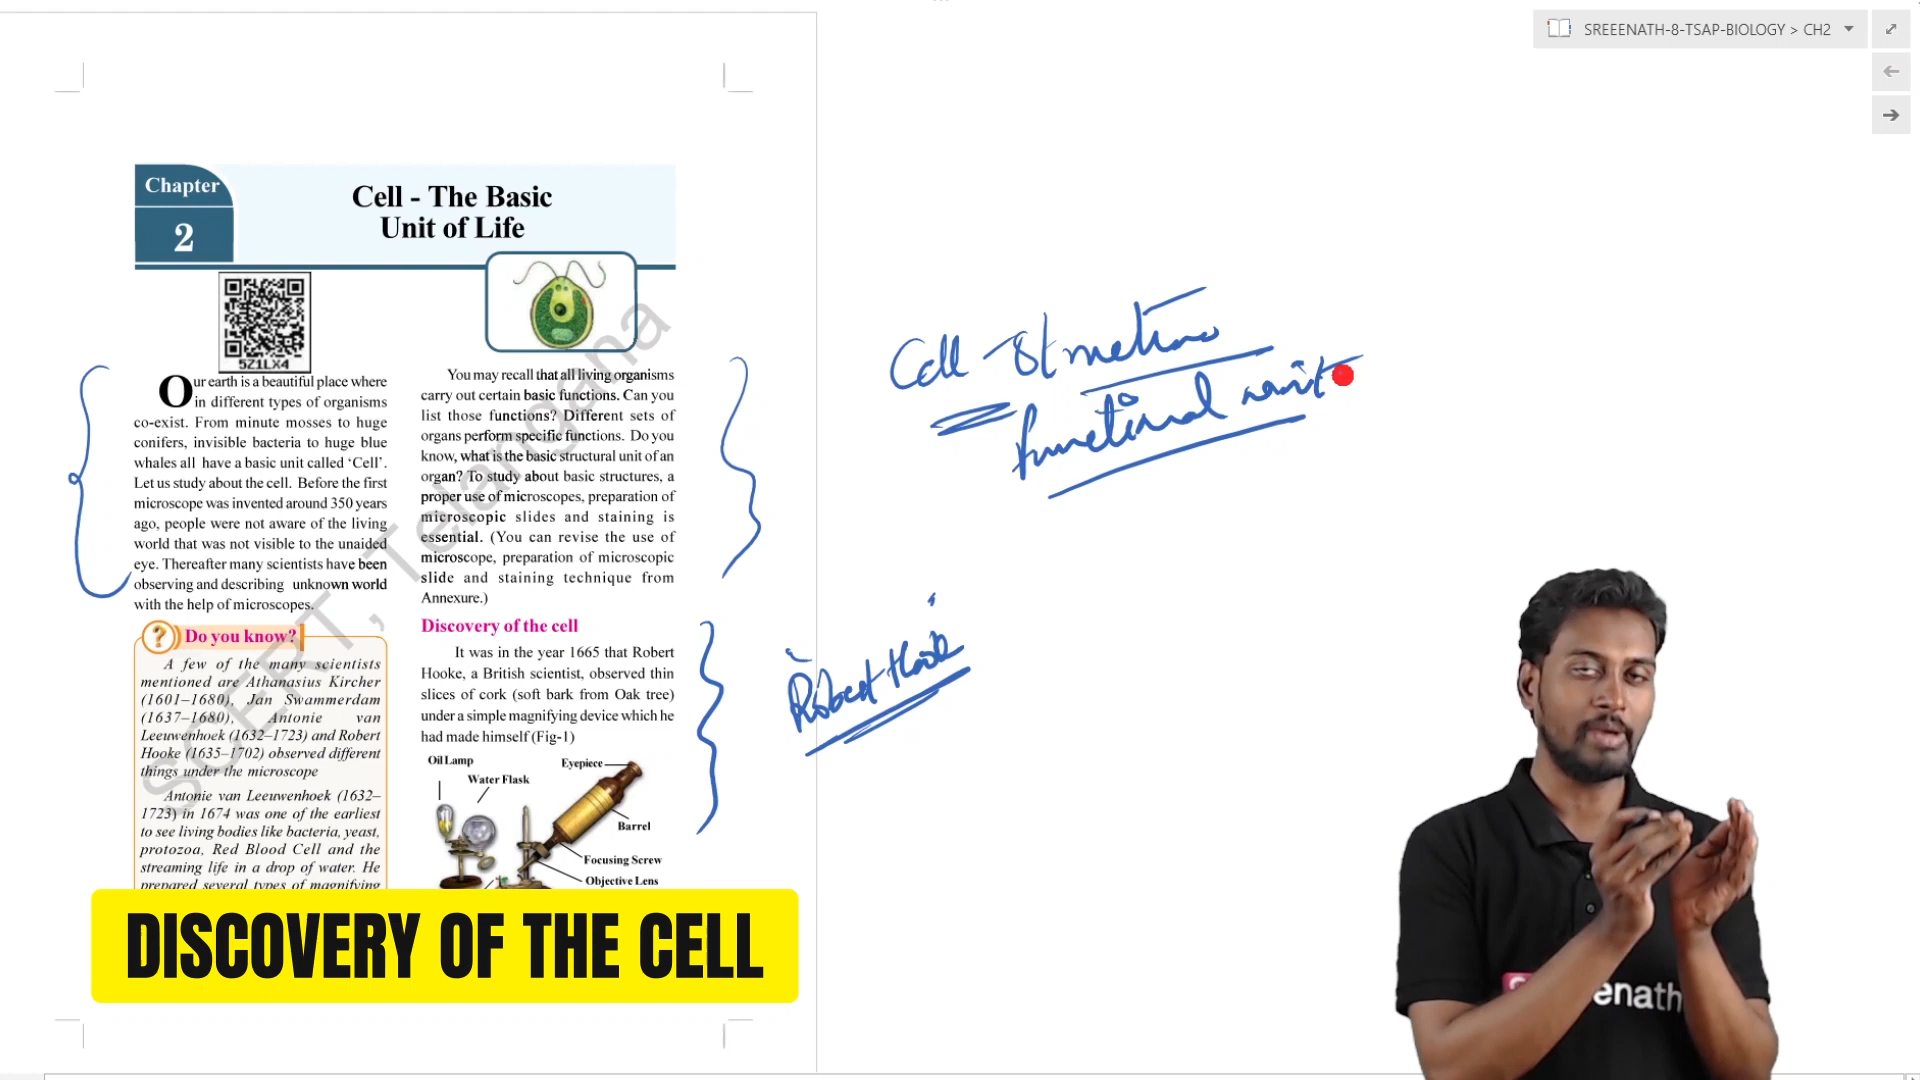 SREEENATH-8-TSAP-BIOLOGY > CH2
Chapter
2
Cell - The Basic
Unit of Life
5Z1LX4
Our earth is a beautiful place where
in different types of organisms
co-exist. From minute mosses to huge
conifers, invisible bacteria to huge blue
whales all have a basic unit called ‘Cell’.
Let us study about the cell. Before the first
microscope was invented around 350 years
ago, people were not aware of the living
world that was not visible to the unaided
eye. Thereafter many scientists have been
observing and describing unknown world
with the help of microscopes.
Do you know?
A few of the many scientists
mentioned are Athanasius Kircher
(1601–1680), Jan Swammerdam
(1637–1680), Antonie van
Leeuwenhoek (1632–1723) and Robert
Hooke (1635–1702) observed different
things under the microscope
Antonie van Leeuwenhoek (1632–
1723) in 1674 was one of the earliest
to see living bodies like bacteria, yeast,
protozoa, Red Blood Cell and the
streaming life in a drop of water. He
prepared several types of magnifying
You may recall that all living organisms
carry out certain basic functions. Can you
list those functions? Different sets of
organs perform specific functions. Do you
know, what is the basic structural unit of an
organ? To study about basic structures, a
proper use of microscopes, preparation of
microscopic slides and staining is
essential. (You can revise the use of
microscope, preparation of microscopic
slide and staining technique from
Annexure.)
Discovery of the cell
It was in the year 1665 that Robert
Hooke, a British scientist, observed thin
slices of cork (soft bark from Oak tree)
under a simple magnifying device which he
had made himself (Fig-1)
Oil Lamp
Water Flask
Eyepiece
Barrel
Focusing Screw
Objective Lens
SCERT, Telangana
Cell
functional unit
Robert Hook
DISCOVERY OF THE CELL
enath